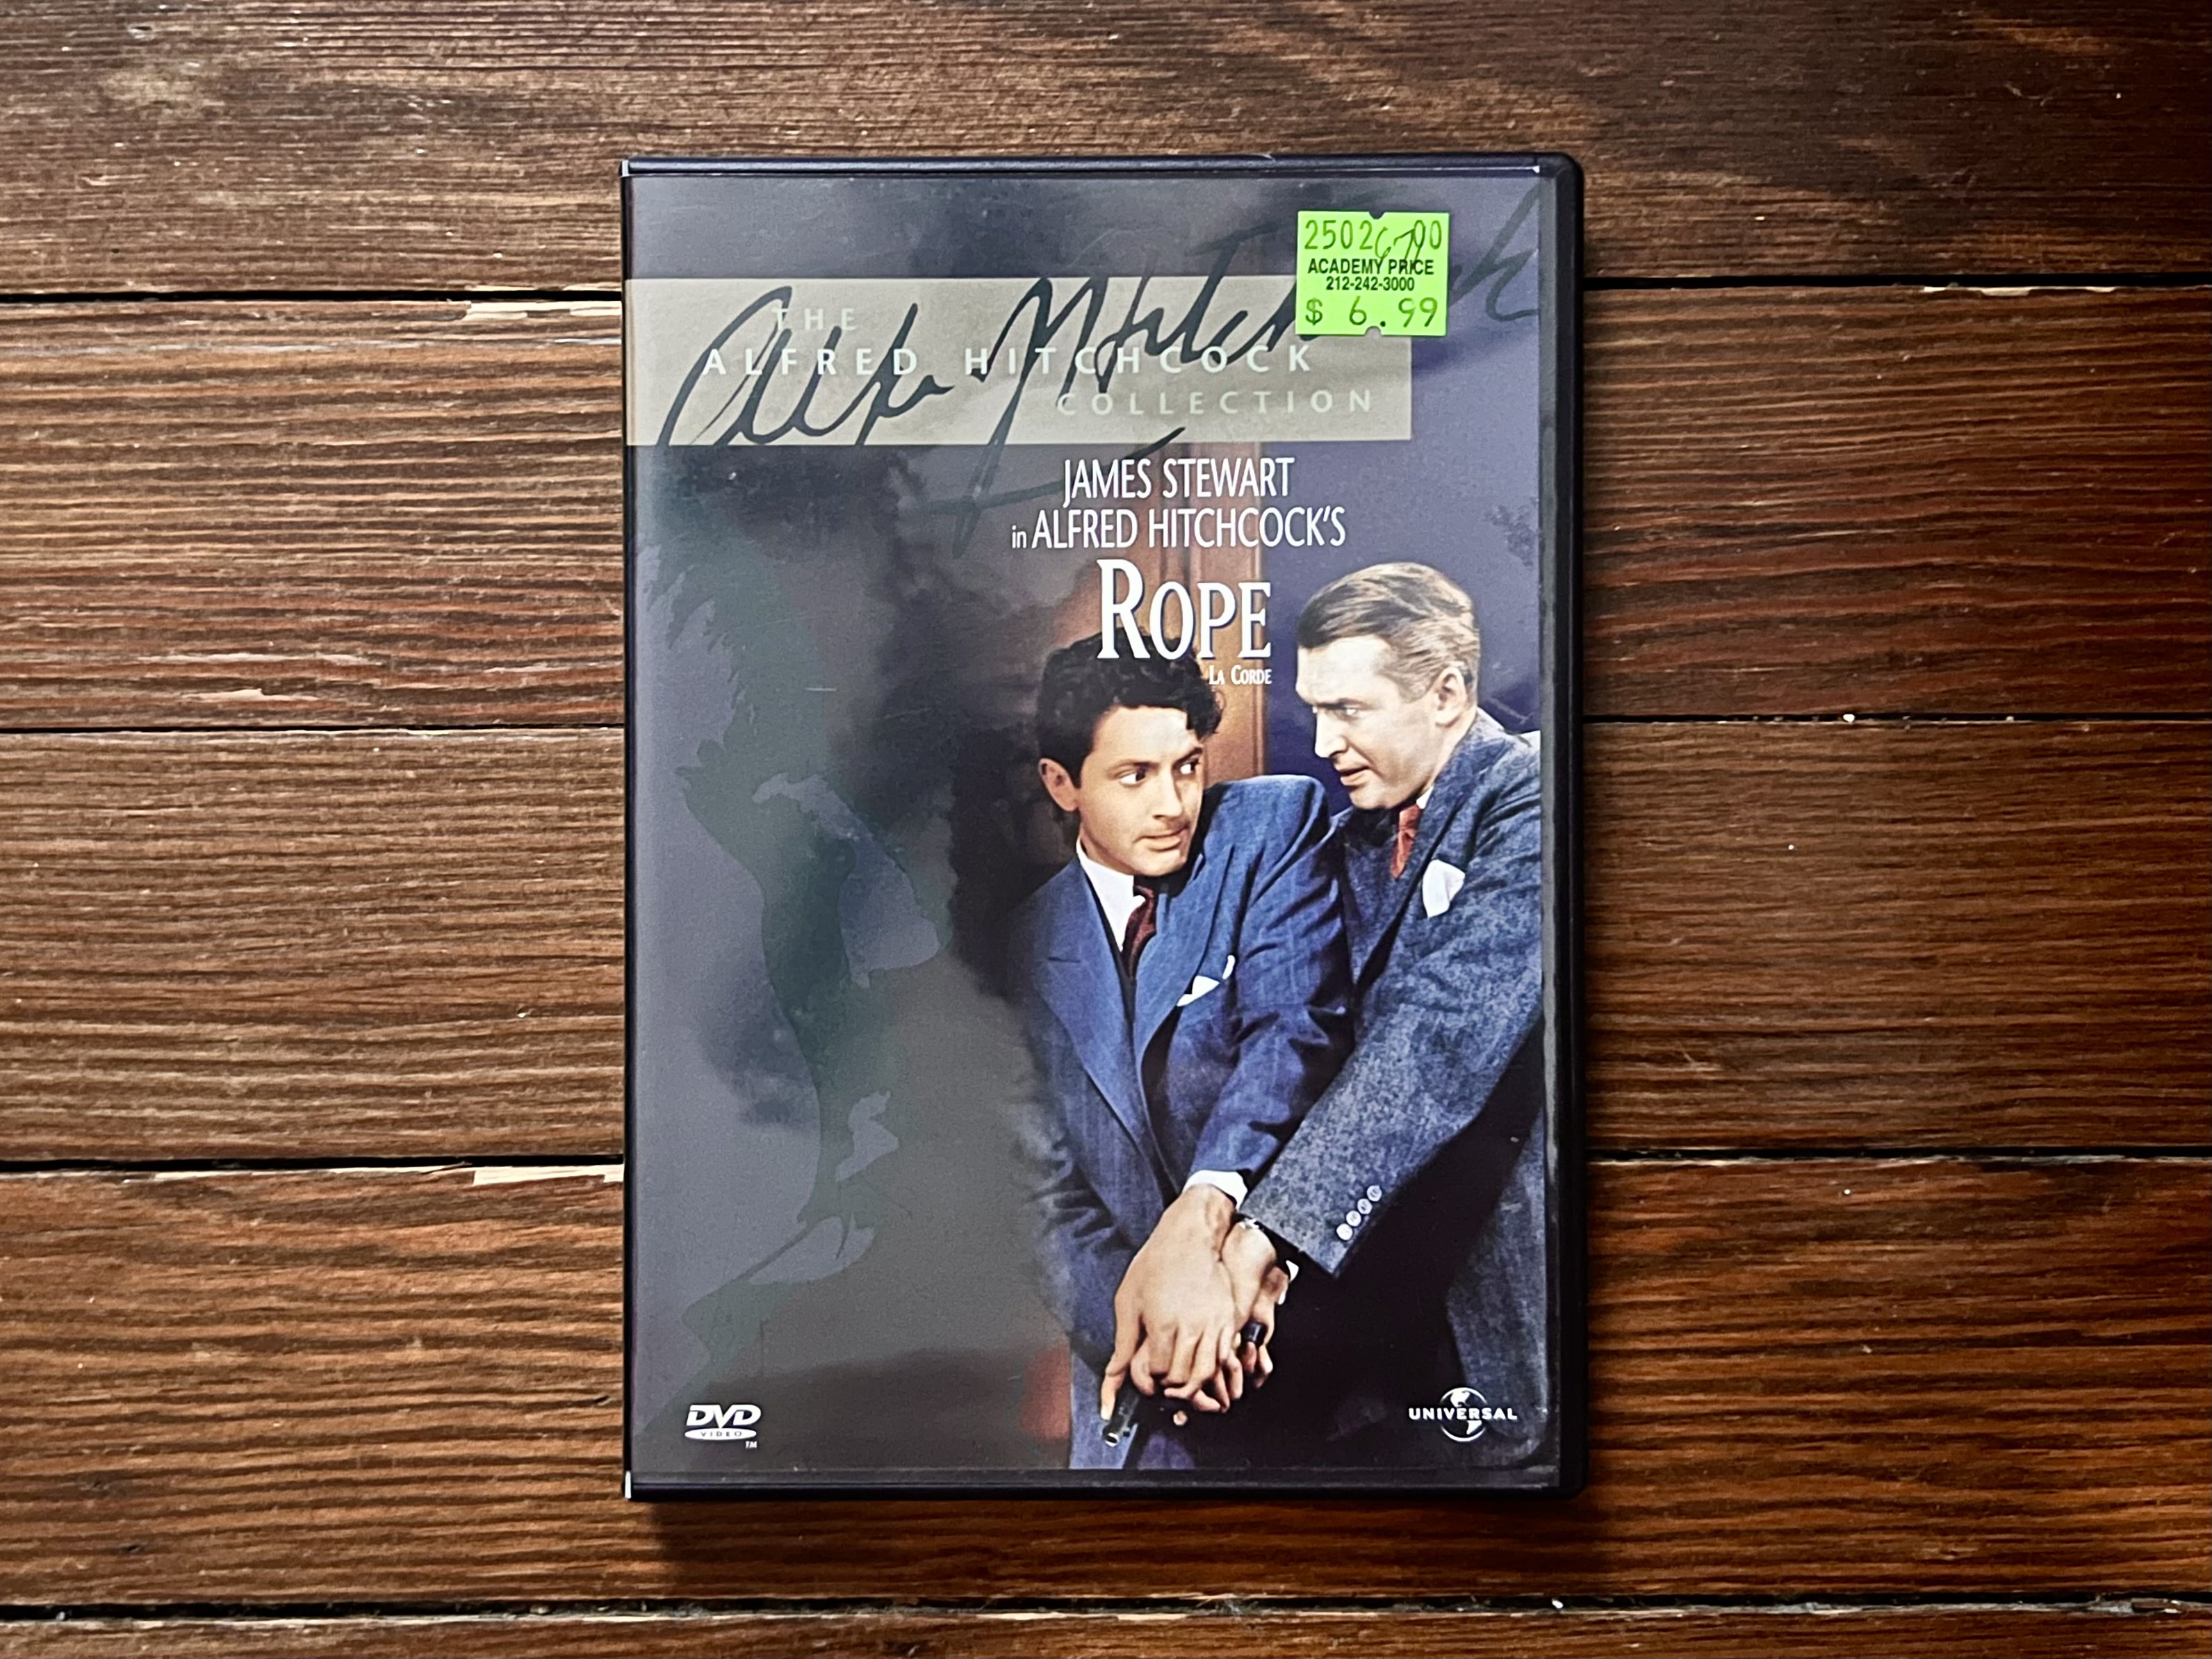 ACADEMY PRICE
212-242-3000
$ 6.99
THE
ALFRED HITCHCOCK
COLLECTION
JAMES STEWART
in ALFRED HITCHCOCK'S
ROPE
LA CORDE
DVD
VIDEO
TM
UNIVERSAL